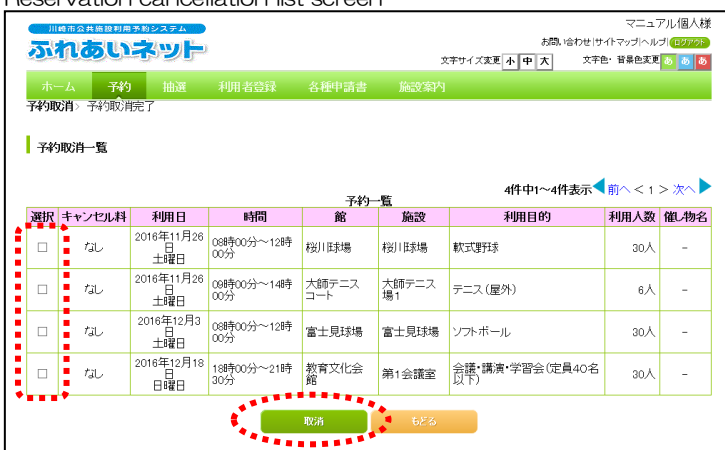 Reservation cancellation list screen
川崎市公共施設利用予約システム
ふれあいネット
マニュアル個人様
お問い合わせ|サイトマップ|ヘルプ|ログアウト
文字サイズ変更 小 中 大 文字色・背景色変更 あ あ あ
ホーム 予約 抽選 利用者登録 各種申請書 施設案内
予約取消> 予約取消完了
予約取消一覧
4件中1~4件表示 前へ < 1 > 次へ
予約一覧
選択 キャンセル料 利用日 時間 館 施設 利用目的 利用人数 催し物名
なし 2016年11月26日 土曜日 08時00分~12時00分 桜川球場 桜川球場 軟式野球 30人 -
なし 2016年11月26日 土曜日 09時00分~14時00分 大師テニスコート 大師テニス場1 テニス(屋外) 6人 -
なし 2016年12月3日 土曜日 08時00分~12時00分 富士見球場 富士見球場 ソフトボール 30人 -
なし 2016年12月18日 日曜日 18時00分~21時30分 教育文化会館 第1会議室 会議・講演・学習会(定員40名以下) 30人 -
取消 もどる